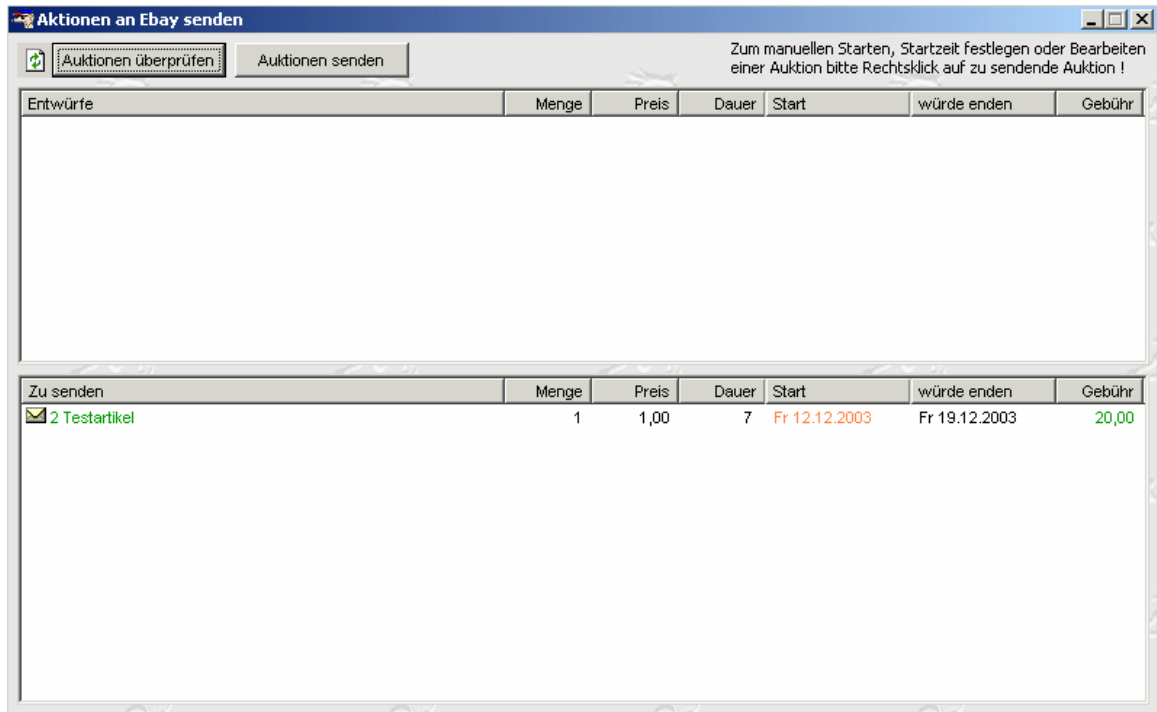 Aktionen an Ebay senden
Auktionen überprüfen Auktionen senden
Zum manuellen Starten, Startzeit festlegen oder Bearbeiten
einer Auktion bitte Rechtsklick auf zu sendende Auktion !
Entwürfe Menge Preis Dauer Start würde enden Gebühr
Zu senden Menge Preis Dauer Start würde enden Gebühr
2 Testartikel 1 1,00 7 Fr 12.12.2003 Fr 19.12.2003 20,00